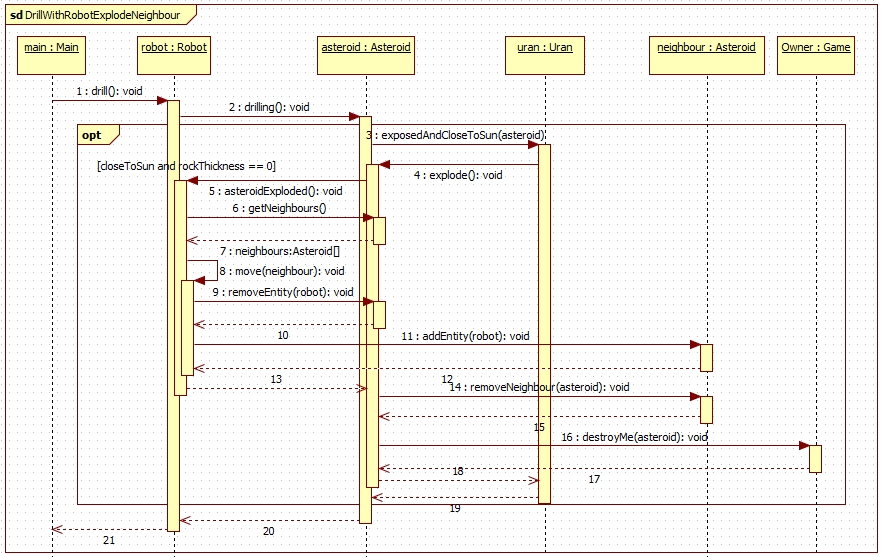 sd DrillWithRobotExplodeNeighbour
main : Main
robot : Robot
asteroid : Asteroid
uran : Uran
neighbour : Asteroid
Owner : Game
1 : drill(): void
2 : drilling(): void
opt
3 : exposedAndCloseToSun(asteroid)
[closeToSun and rockThickness == 0]
4 : explode(): void
5 : asteroidExploded(): void
6 : getNeighbours()
7 : neighbours:Asteroid[]
8 : move(neighbour): void
9 : removeEntity(robot): void
10
11 : addEntity(robot): void
12
13
14 : removeNeighbour(asteroid): void
15
16 : destroyMe(asteroid): void
17
18
19
20
21